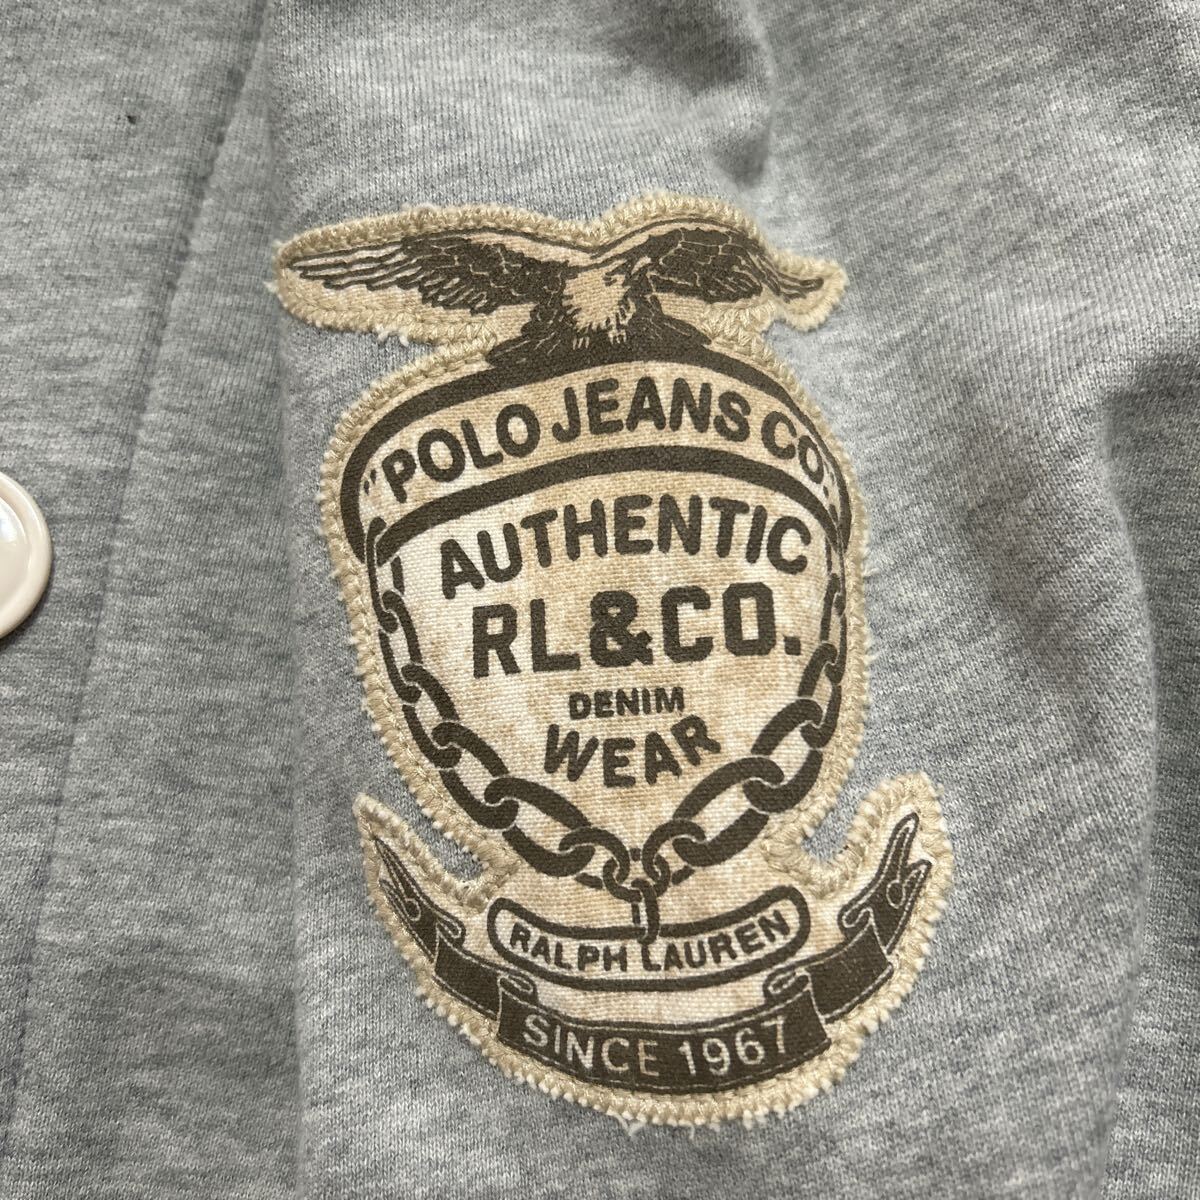 "POLO JEANS CO."
AUTHENTIC
RL&CO.
DENIM
WEAR
RALPH LAUREN
SINCE 1967